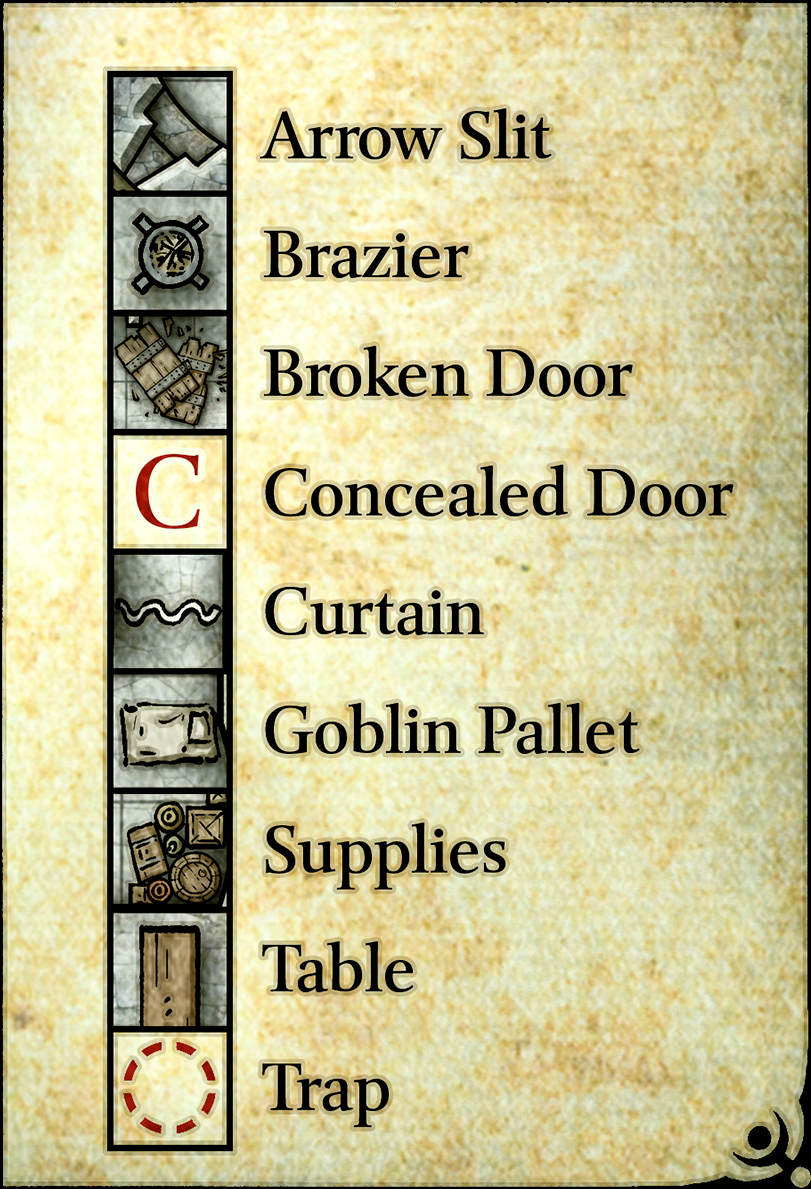 Arrow Slit
Brazier
Broken Door
C
Concealed Door
Curtain
Goblin Pallet
Supplies
Table
Trap